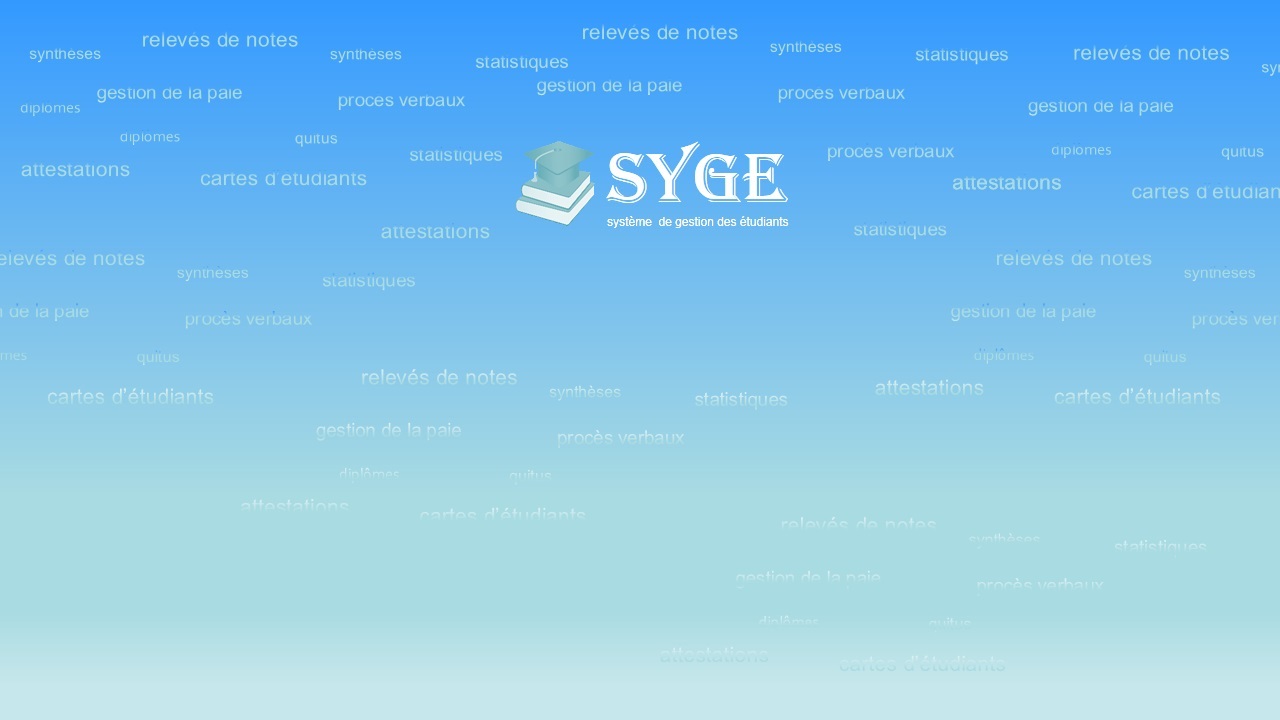 relevés de notes
relevés de notes
synthèses
synthèses
synthèses
statistiques
relevés de notes
statistiques
syn
gestion de la paie
gestion de la paie
procès verbaux
procès verbaux
diplômes
gestion de la paie
diplômes
quitus
statistiques
SYGE
procès verbaux
diplômes
quitus
attestations
cartes d'étudiants
attestations
cartes d'étudian
système de gestion des étudiants
attestations
statistiques
elevés de notes
relevés de notes
synthèses
statistiques
synthèses
n de la paie
procès verbaux
gestion de la paie
procès ver
mes
quitus
diplômes
quitus
relevés de notes
cartes d'étudiants
synthèses
statistiques
attestations
cartes d'étudiants
gestion de la paie
procès verbaux
diplômes
quitus
attestations
cartes d'étudiants
relevés de notes
synthèses
statistiques
gestion de la paie
procès verbaux
diplômes
quitus
attestations
cartes d'étudiants